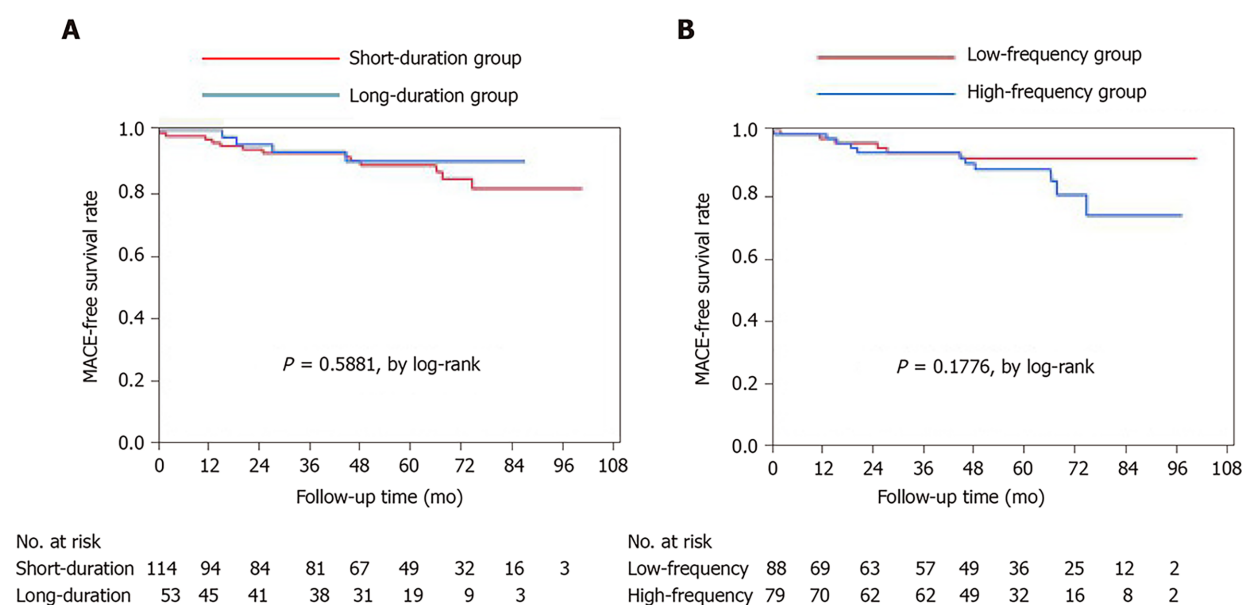 A
Short-duration group
Long-duration group
MACE-free survival rate
1.0
0.8
0.6
0.4
0.2
0.0
P = 0.5881, by log-rank
0 12 24 36 48 60 72 84 96 108
Follow-up time (mo)
No. at risk
Short-duration 114 94 84 81 67 49 32 16 3
Long-duration 53 45 41 38 31 19 9 3
B
Low-frequency group
High-frequency group
MACE-free survival rate
1.0
0.8
0.6
0.4
0.2
0.0
P = 0.1776, by log-rank
0 12 24 36 48 60 72 84 96 108
Follow-up time (mo)
No. at risk
Low-frequency 88 69 63 57 49 36 25 12 2
High-frequency 79 70 62 62 49 32 16 8 2